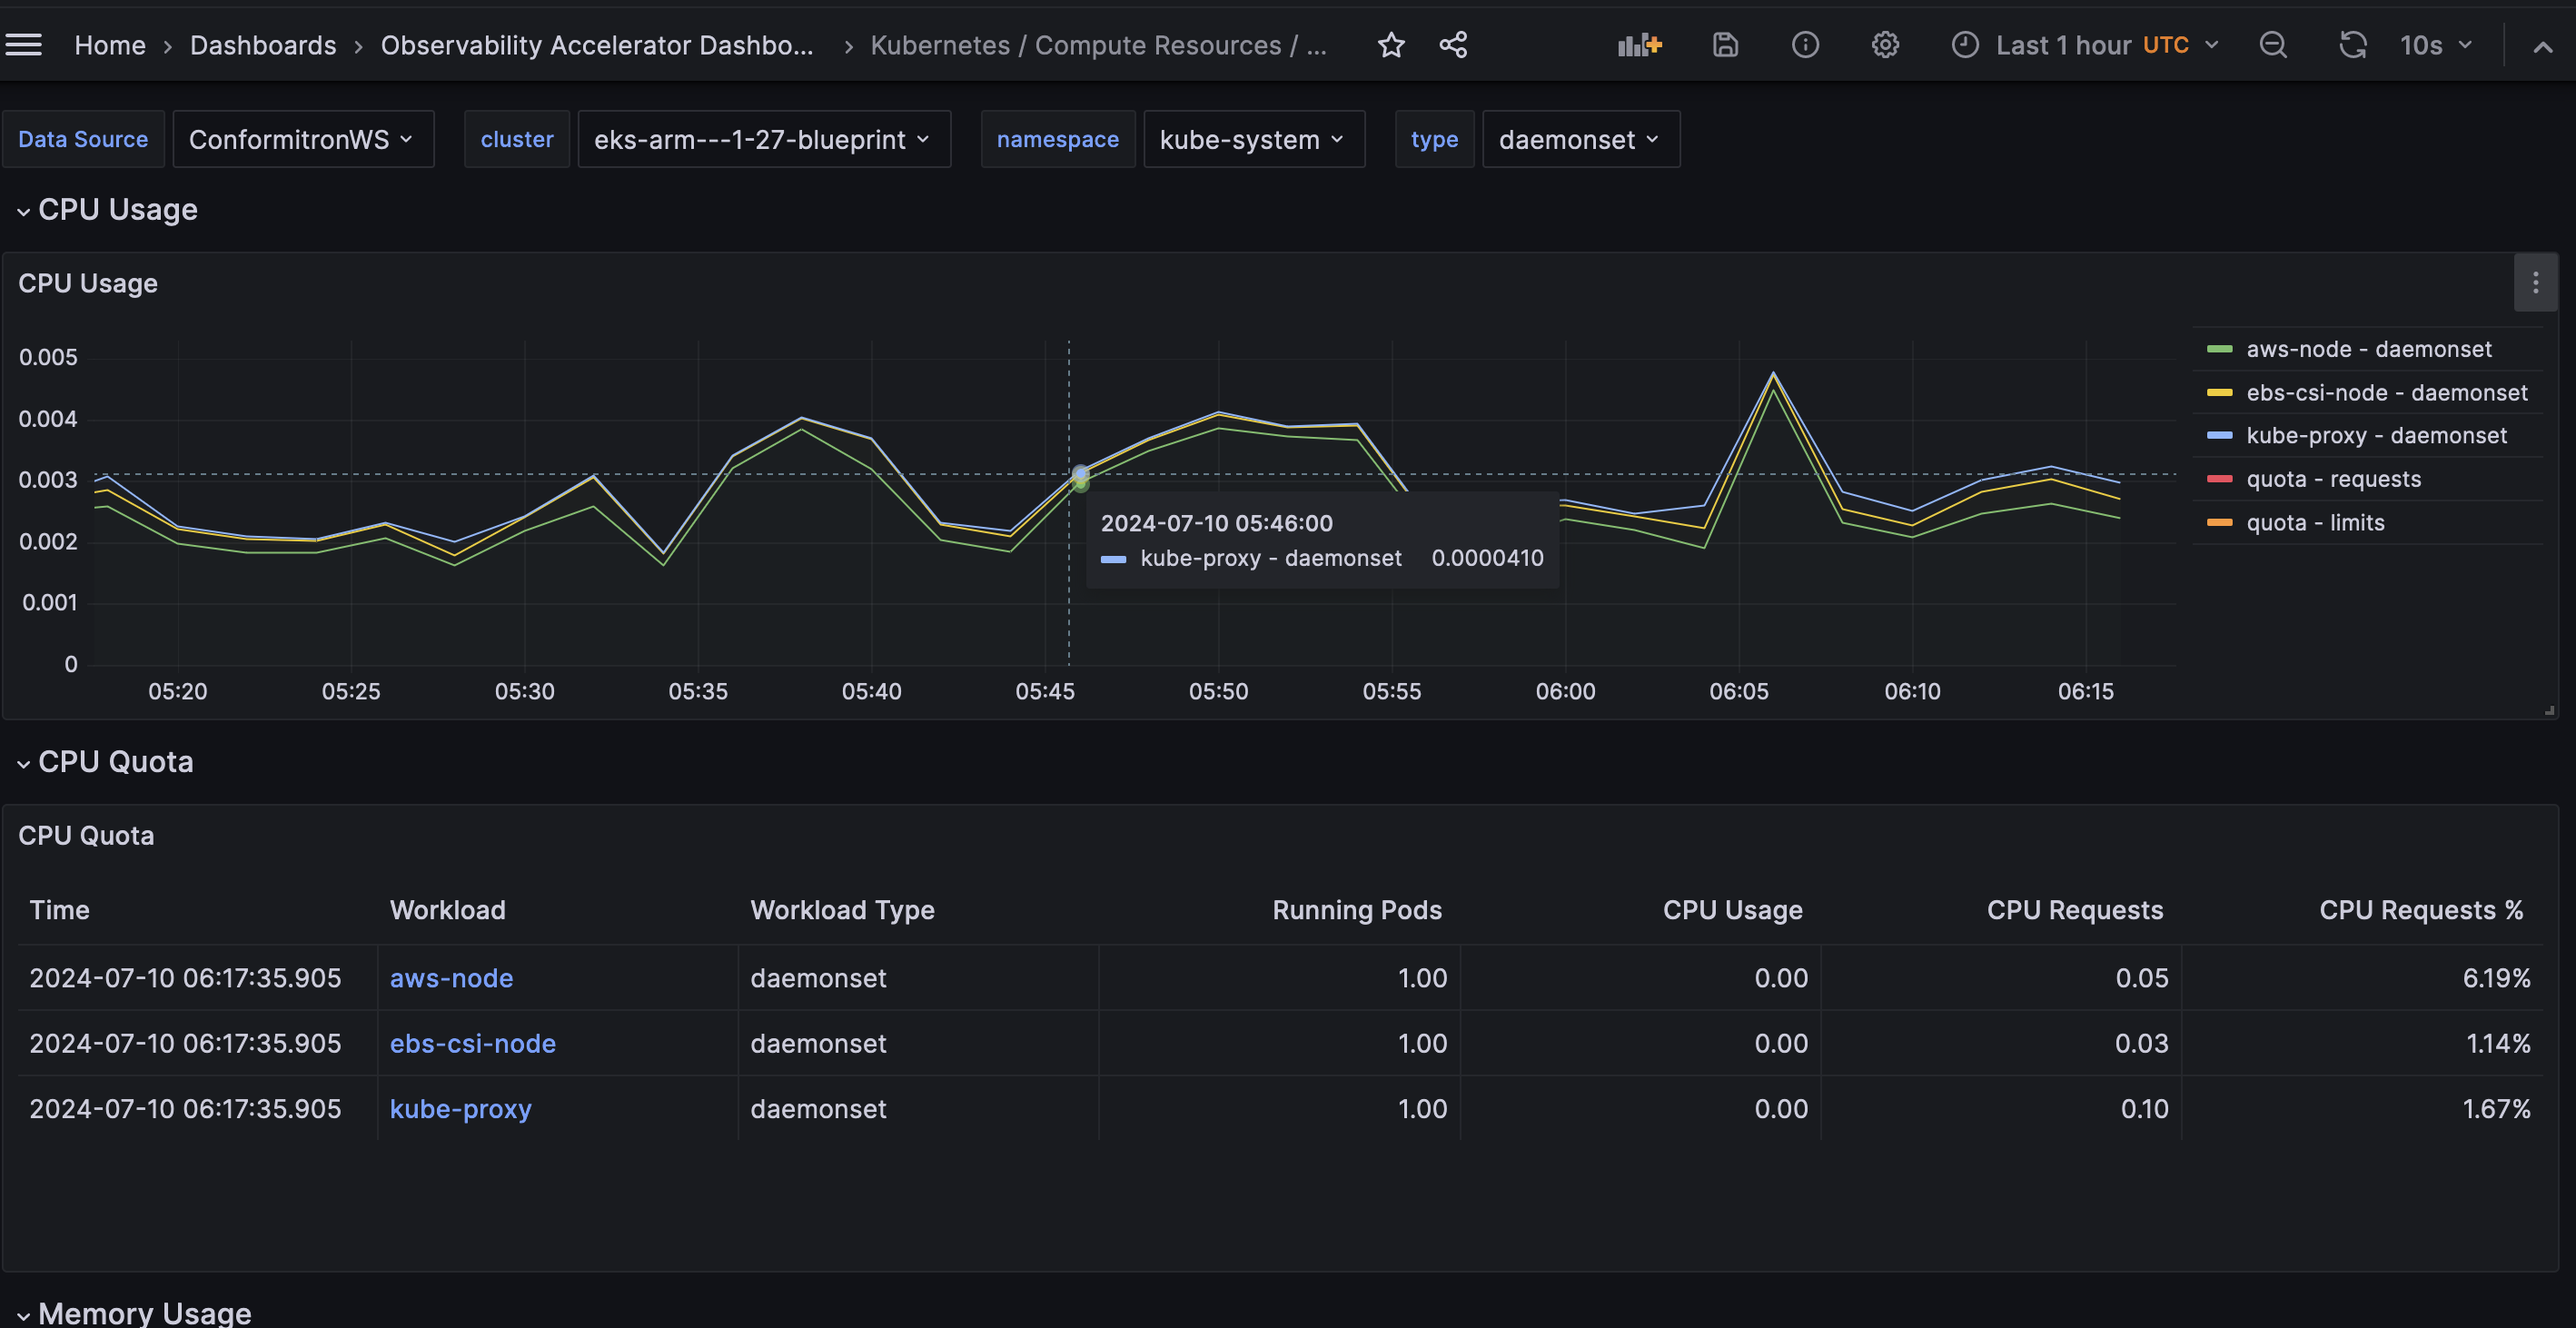 Home › Dashboards › Observability Accelerator Dashbo... › Kubernetes / Compute Resources / ... Last 1 hour UTC 10s
Data Source ConformitronWS cluster eks-arm---1-27-blueprint namespace kube-system type daemonset
CPU Usage
CPU Usage
0.005
0.004
0.003
0.002
0.001
0
05:20 05:25 05:30 05:35 05:40 05:45 05:50 05:55 06:00 06:05 06:10 06:15
2024-07-10 05:46:00
kube-proxy - daemonset 0.0000410
aws-node - daemonset
ebs-csi-node - daemonset
kube-proxy - daemonset
quota - requests
quota - limits
CPU Quota
CPU Quota
Time Workload Workload Type Running Pods CPU Usage CPU Requests CPU Requests %
2024-07-10 06:17:35.905 aws-node daemonset 1.00 0.00 0.05 6.19%
2024-07-10 06:17:35.905 ebs-csi-node daemonset 1.00 0.00 0.03 1.14%
2024-07-10 06:17:35.905 kube-proxy daemonset 1.00 0.00 0.10 1.67%
Memory Usage